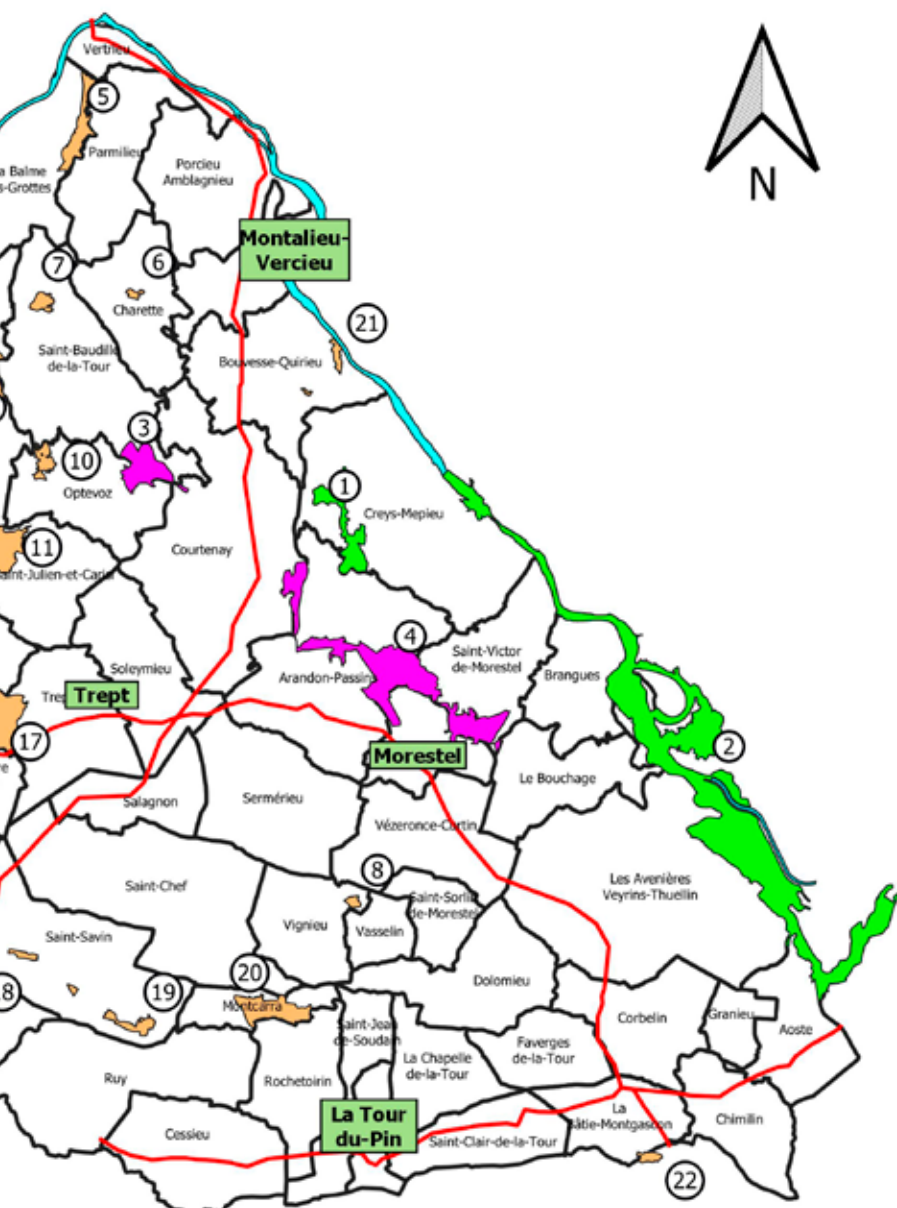 Vertrieu
5
Parmilieu
a Balme
s-Grottes
Porcieu
Amblagnieu
N
Montalieu-
Vercieu
7
6
Charette
21
Saint-Baudille
de-la-Tour
Bouvesse-Quirieu
3
10
Optevoz
1
Creys-Mepieu
11
Courtenay
4
Saint-Victor
de-Morestel
Soleymieu
Arandon-Passins
Brangues
Trept
17
2
Morestel
Le Bouchage
Salagnon
Sermérieu
Vézeronce-Curtin
8
Saint-Chef
Les Avenières
Veyrins-Thuellin
Saint-Sorlin
de-Morestel
Vignieu
Vasselin
Saint-Savin
20
18
19
Dolomieu
Montcarra
Corbelin
Granieu
Aoste
Saint-Jean
de-Soudain
Faverges
de-la-Tour
La Chapelle
de-la-Tour
Ruy
Rochetoirin
La Tour
du-Pin
La
Bâtie-Montgascon
Chimilin
Cessieu
Saint-Clair-de-la-Tour
22